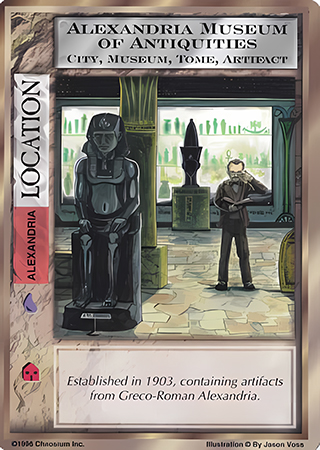 ALEXANDRIA MUSEUM
OF ANTIQUITIES
CITY, MUSEUM, TOME, ARTIFACT
LOCATION
ALEXANDRIA
Established in 1903, containing artifacts
from Greco-Roman Alexandria.
©1996 Chaosium Inc.
Illustration © By Jason Voss